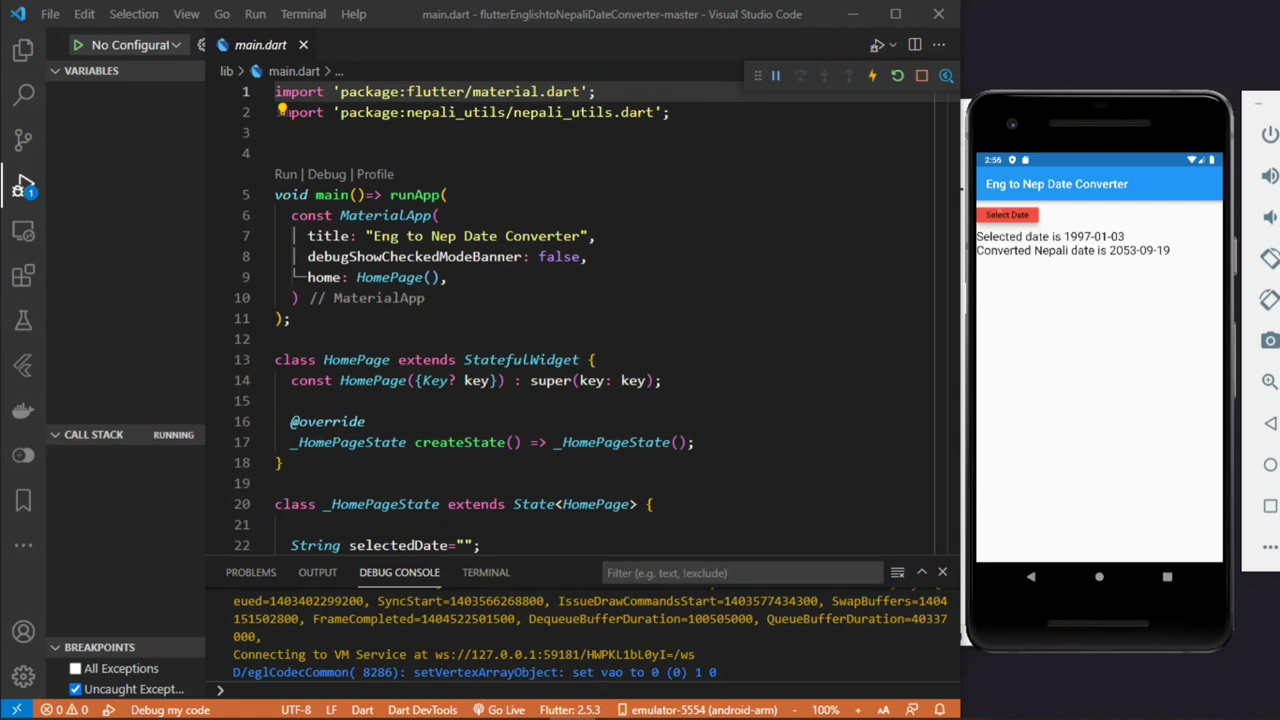 File Edit Selection View Go Run Terminal Help
main.dart - flutterEnglishtoNepaliDateConverter-master - Visual Studio Code
No Configurat
main.dart
VARIABLES
lib > main.dart > ...
1 import 'package:flutter/material.dart';
2 import 'package:nepali_utils/nepali_utils.dart';
3
4
Run | Debug | Profile
5 void main()=> runApp(
6 const MaterialApp(
7 title: "Eng to Nep Date Converter",
8 debugShowCheckedModeBanner: false,
9 home: HomePage(),
10 ) // MaterialApp
11 );
12
13 class HomePage extends StatefulWidget {
14 const HomePage({Key? key}) : super(key: key);
15
16 @override
17 _HomePageState createState() => _HomePageState();
18 }
19
20 class _HomePageState extends State<HomePage> {
21
22 String selectedDate="";
1
CALL STACK RUNNING
PROBLEMS OUTPUT DEBUG CONSOLE TERMINAL
Filter (e.g. text, !exclude)
eued=1403402299200, SyncStart=1403566268800, IssueDrawCommandsStart=1403577434300, SwapBuffers=1404
151502800, FrameCompleted=1404522501500, DequeueBufferDuration=100505000, QueueBufferDuration=40337
000,
Connecting to VM Service at ws://127.0.0.1:59181/HWPKL1bL0yI=/ws
D/eglCodecCommon( 8286): setVertexArrayObject: set vao to 0 (0) 1 0
>
BREAKPOINTS
All Exceptions
Uncaught Except...
0 0 Debug my code
UTF-8 LF Dart Dart DevTools Go Live Flutter: 2.5.3 emulator-5554 (android-arm) - 100% + AA
2:56
Eng to Nep Date Converter
Select Date
Selected date is 1997-01-03
Converted Nepali date is 2053-09-19